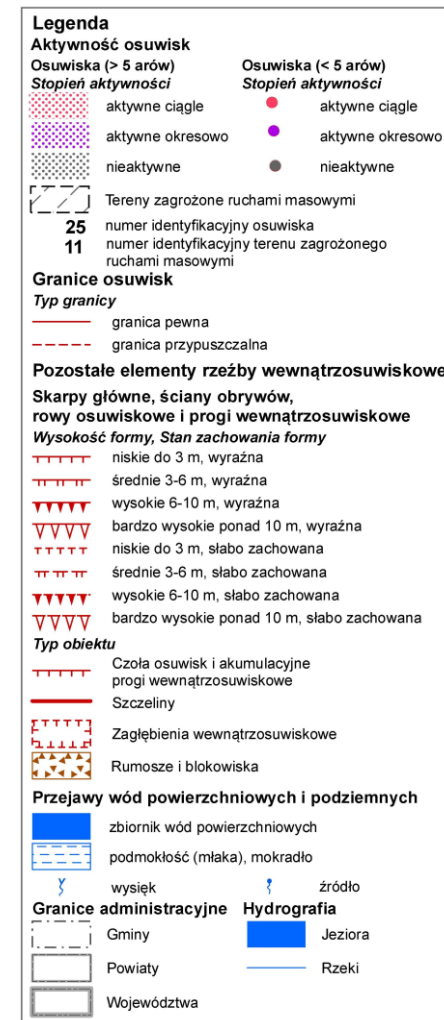 Legenda
Aktywność osuwisk
Osuwiska (> 5 arów) Osuwiska (< 5 arów)
Stopień aktywności Stopień aktywności
aktywne ciągle aktywne ciągle
aktywne okresowo aktywne okresowo
nieaktywne nieaktywne
Tereny zagrożone ruchami masowymi
25 numer identyfikacyjny osuwiska
11 numer identyfikacyjny terenu zagrożonego
ruchami masowymi
Granice osuwisk
Typ granicy
granica pewna
granica przypuszczalna
Pozostałe elementy rzeźby wewnątrzosuwiskowe
Skarpy główne, ściany obrywów,
rowy osuwiskowe i progi wewnątrzosuwiskowe
Wysokość formy, Stan zachowania formy
niskie do 3 m, wyraźna
średnie 3-6 m, wyraźna
wysokie 6-10 m, wyraźna
bardzo wysokie ponad 10 m, wyraźna
niskie do 3 m, słabo zachowana
średnie 3-6 m, słabo zachowana
wysokie 6-10 m, słabo zachowana
bardzo wysokie ponad 10 m, słabo zachowana
Typ obiektu
Czoła osuwisk i akumulacyjne
progi wewnątrzosuwiskowe
Szczeliny
Zagłębienia wewnątrzosuwiskowe
Rumosze i blokowiska
Przejawy wód powierzchniowych i podziemnych
zbiornik wód powierzchniowych
podmokłość (młaka), mokradło
wysięk źródło
Granice administracyjne Hydrografia
Gminy Jeziora
Powiaty Rzeki
Województwa